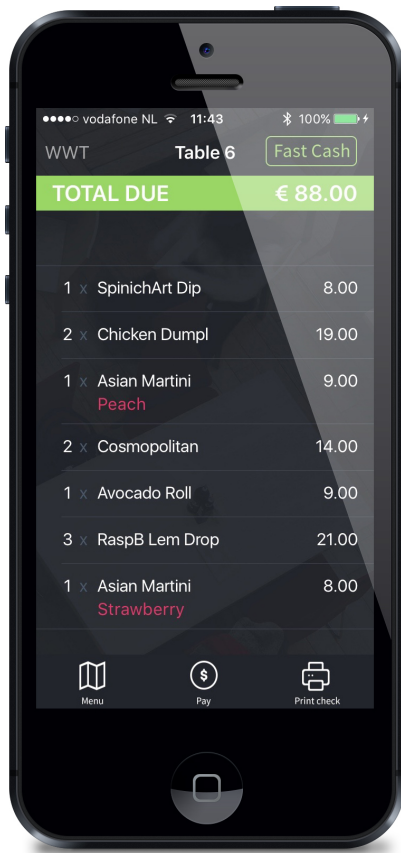 vodafone NL 11:43 100%
WWT Table 6 Fast Cash
TOTAL DUE € 88.00
1 x SpinichArt Dip 8.00
2 x Chicken Dumpl 19.00
1 x Asian Martini 9.00
Peach
2 x Cosmopolitan 14.00
1 x Avocado Roll 9.00
3 x RaspB Lem Drop 21.00
1 x Asian Martini 8.00
Strawberry
$
Menu Pay Print check